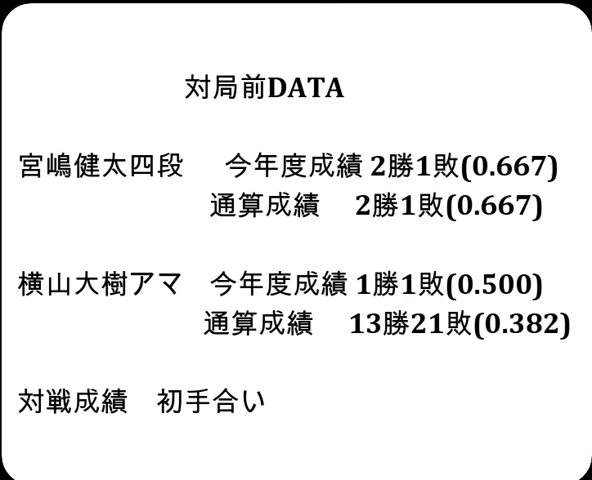 対局前DATA
宮嶋健太四段 今年度成績 2勝1敗(0.667)
通算成績 2勝1敗(0.667)
横山大樹アマ 今年度成績 1勝1敗(0.500)
通算成績 13勝21敗(0.382)
対戦成績 初手合い